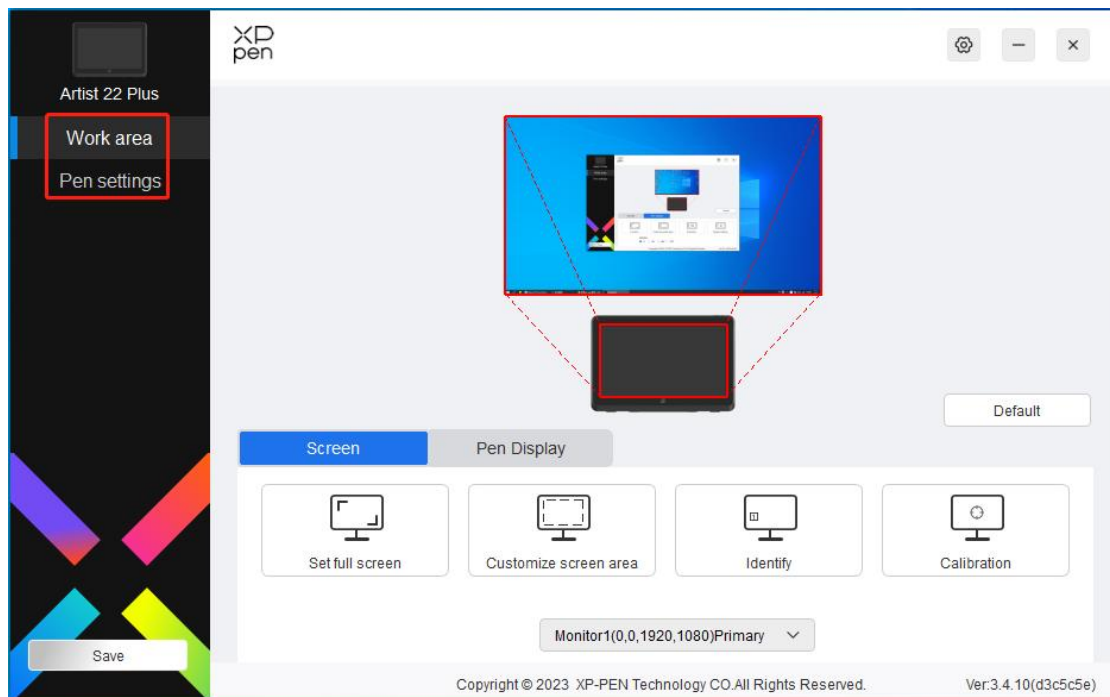 XP
pen
Artist 22 Plus
Work area
Pen settings
Default
Screen
Pen Display
Set full screen
Customize screen area
Identify
Calibration
Monitor1(0,0,1920,1080)Primary
Save
Copyright © 2023 XP-PEN Technology CO.All Rights Reserved.
Ver:3.4.10(d3c5c5e)